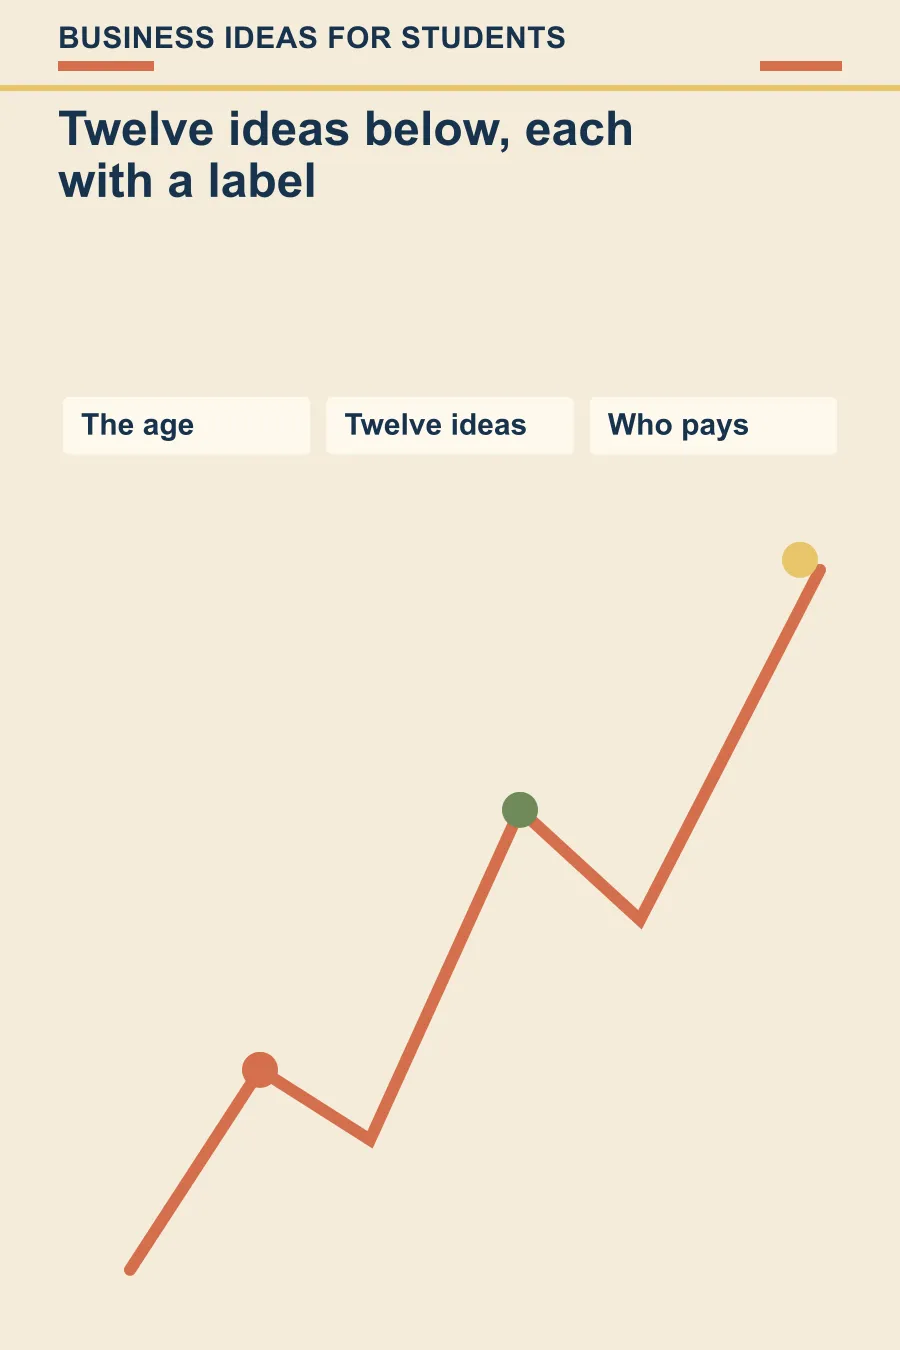 BUSINESS IDEAS FOR STUDENTS
Twelve ideas below, each
with a label
The age
Twelve ideas
Who pays